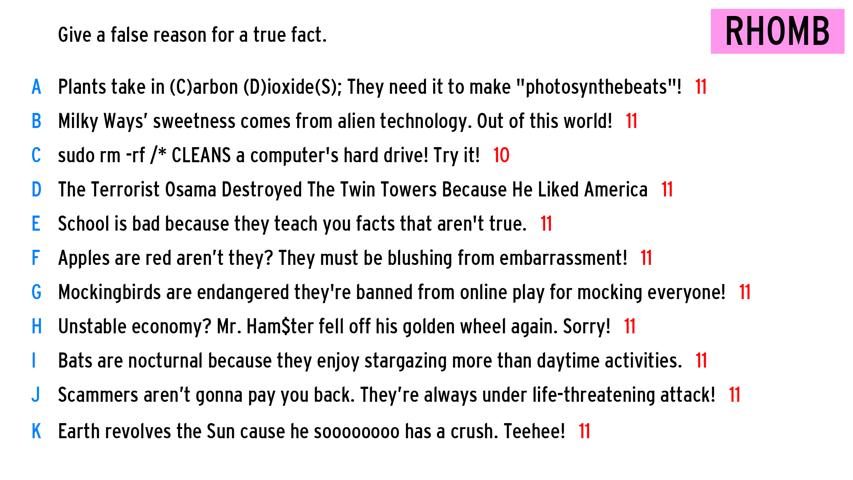 Give a false reason for a true fact.
RHOMB
A Plants take in (C)arbon (D)ioxide(S); They need it to make "photosynthebeats"! 11
B Milky Ways’ sweetness comes from alien technology. Out of this world! 11
C sudo rm -rf /* CLEANS a computer's hard drive! Try it! 10
D The Terrorist Osama Destroyed The Twin Towers Because He Liked America 11
E School is bad because they teach you facts that aren't true. 11
F Apples are red aren’t they? They must be blushing from embarrassment! 11
G Mockingbirds are endangered they're banned from online play for mocking everyone! 11
H Unstable economy? Mr. Ham$ter fell off his golden wheel again. Sorry! 11
I Bats are nocturnal because they enjoy stargazing more than daytime activities. 11
J Scammers aren’t gonna pay you back. They’re always under life-threatening attack! 11
K Earth revolves the Sun cause he soooooooo has a crush. Teehee! 11